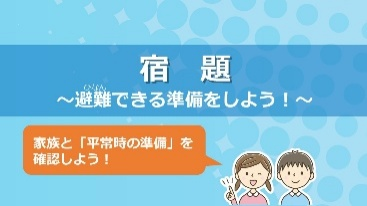 宿 題
～避難できる準備をしよう！～
家族と「平常時の準備」を
確認しよう！